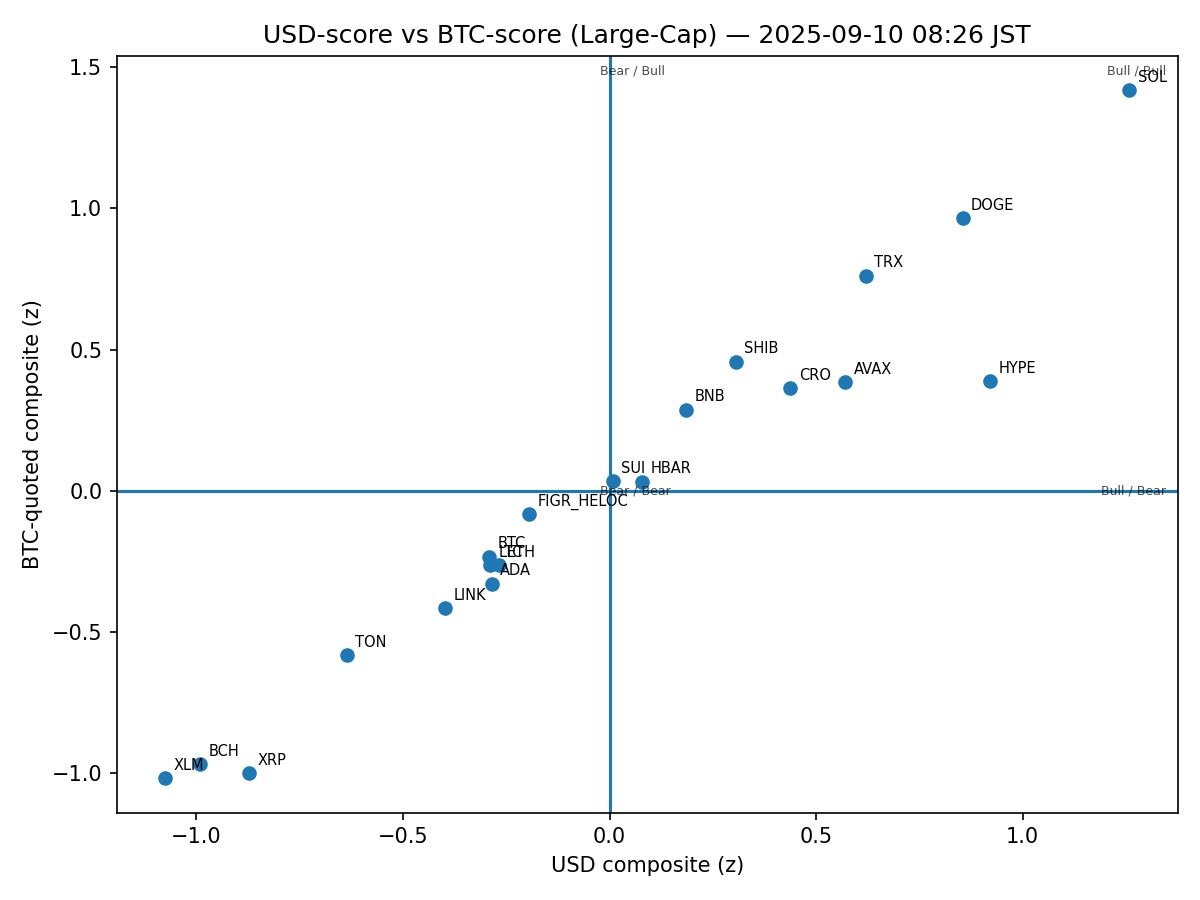 USD-score vs BTC-score (Large-Cap) — 2025-09-10 08:26 JST
1.5
Bear / Bull
Bull / Bull
SOL
1.0
DOGE
TRX
0.5
SHIB
CRO
AVAX
HYPE
BNB
SUI
HBAR
0.0
Bear / Bear
Bull / Bear
FIGR_HELOC
BTC
LTC
ETH
ADA
LINK
−0.5
TON
BCH
XLM
XRP
−1.0
−1.0
−0.5
0.0
0.5
1.0
USD composite (z)
BTC-quoted composite (z)